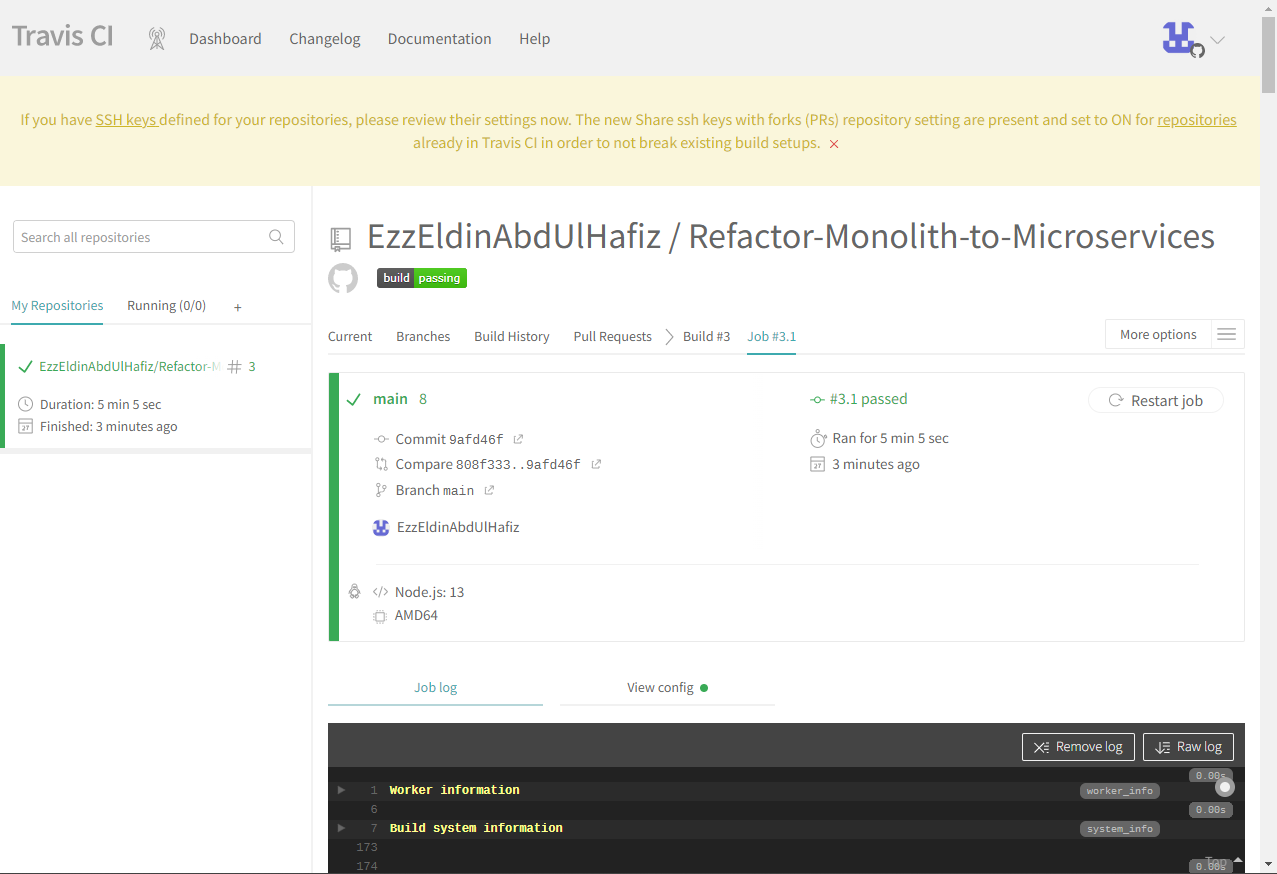 Travis CI
Dashboard
Changelog
Documentation
Help
If you have SSH keys defined for your repositories, please review their settings now. The new Share ssh keys with forks (PRs) repository setting are present and set to ON for repositories
already in Travis CI in order to not break existing build setups.
Search all repositories
My Repositories
Running (0/0)
+
EzzEldinAbdUlHafiz/Refactor-M
# 3
Duration: 5 min 5 sec
Finished: 3 minutes ago
EzzEldinAbdUlHafiz / Refactor-Monolith-to-Microservices
build passing
Current
Branches
Build History
Pull Requests
Build #3
Job #3.1
More options
main 8
Commit 9afd46f
Compare 808f333..9afd46f
Branch main
EzzEldinAbdUlHafiz
#3.1 passed
Ran for 5 min 5 sec
3 minutes ago
Restart job
Node.js: 13
AMD64
Job log
View config
Remove log
Raw log
0.00s
1 Worker information worker_info
6 0.00s
7 Build system information system_info
173
174 0.00s
Top